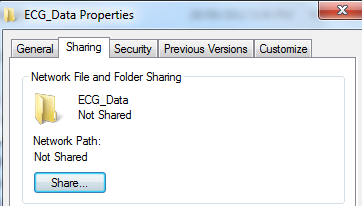 ECG_Data Properties
General Sharing Security Previous Versions Customize
Network File and Folder Sharing
ECG_Data
Not Shared
Network Path:
Not Shared
Share...